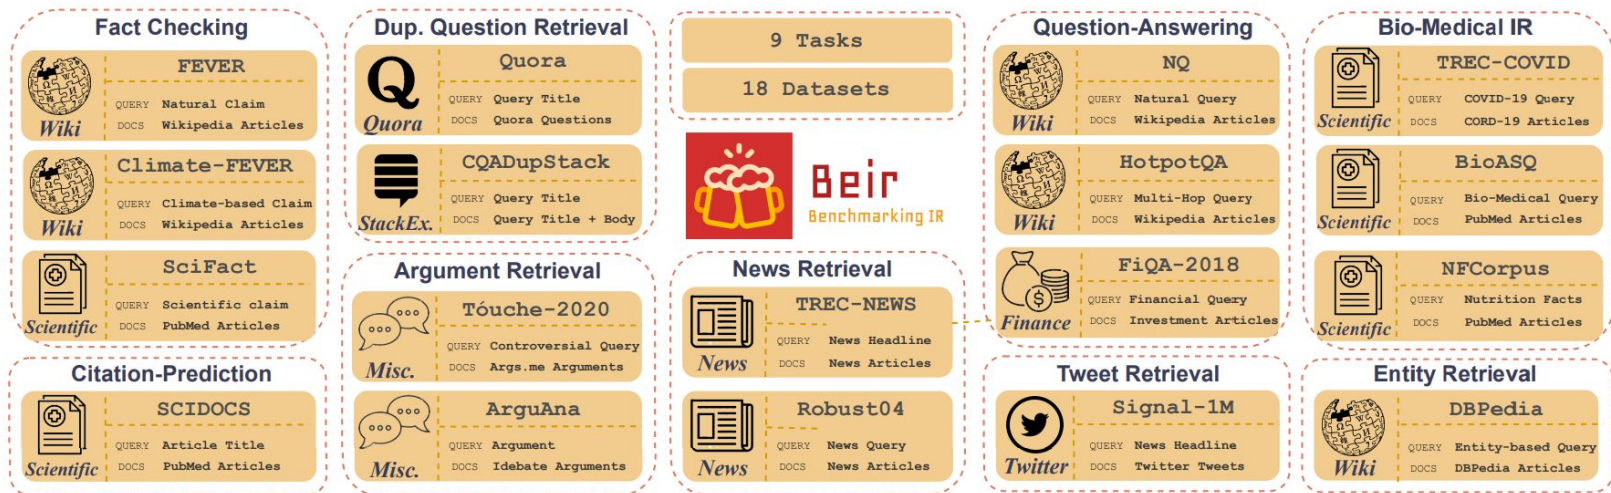 Fact Checking
FEVER
QUERY Natural Claim
DOCS Wikipedia Articles
Wiki
Climate-FEVER
QUERY Climate-based Claim
DOCS Wikipedia Articles
Wiki
SciFact
QUERY Scientific claim
DOCS PubMed Articles
Scientific
Citation-Prediction
SCIDOCS
QUERY Article Title
DOCS PubMed Articles
Scientific
Dup. Question Retrieval
Quora
QUERY Query Title
DOCS Quora Questions
Q
Quora
CQADupStack
QUERY Query Title
DOCS Query Title + Body
StackEx.
Argument Retrieval
Tóuche-2020
QUERY Controversial Query
DOCS Args.me Arguments
Misc.
ArguAna
QUERY Argument
DOCS Idebate Arguments
Misc.
9 Tasks
18 Datasets
Beir
Benchmarking IR
News Retrieval
TREC-NEWS
QUERY News Headline
DOCS News Articles
News
Robust04
QUERY News Query
DOCS News Articles
News
Question-Answering
NQ
QUERY Natural Query
DOCS Wikipedia Articles
Wiki
HotpotQA
QUERY Multi-Hop Query
DOCS Wikipedia Articles
Wiki
FiQA-2018
QUERY Financial Query
DOCS Investment Articles
Finance
Tweet Retrieval
Signal-1M
QUERY News Headline
DOCS Twitter Tweets
Twitter
Bio-Medical IR
TREC-COVID
QUERY COVID-19 Query
DOCS CORD-19 Articles
Scientific
BioASQ
QUERY Bio-Medical Query
DOCS PubMed Articles
Scientific
NFCorpus
QUERY Nutrition Facts
DOCS PubMed Articles
Scientific
Entity Retrieval
DBPedia
QUERY Entity-based Query
DOCS DBPedia Articles
Wiki